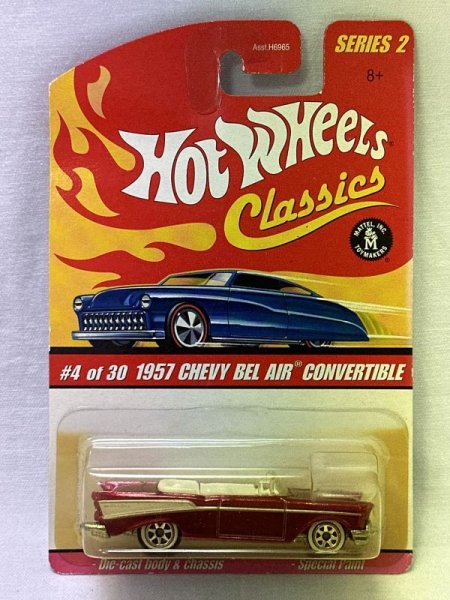 Asst.H6965
SERIES 2
8+
HOT WHEELS
Classics
MATTEL, INC.
M
TOYMAKERS
#4 of 30 1957 CHEVY BEL AIR® CONVERTIBLE
Die-cast body & chassis Special Paint